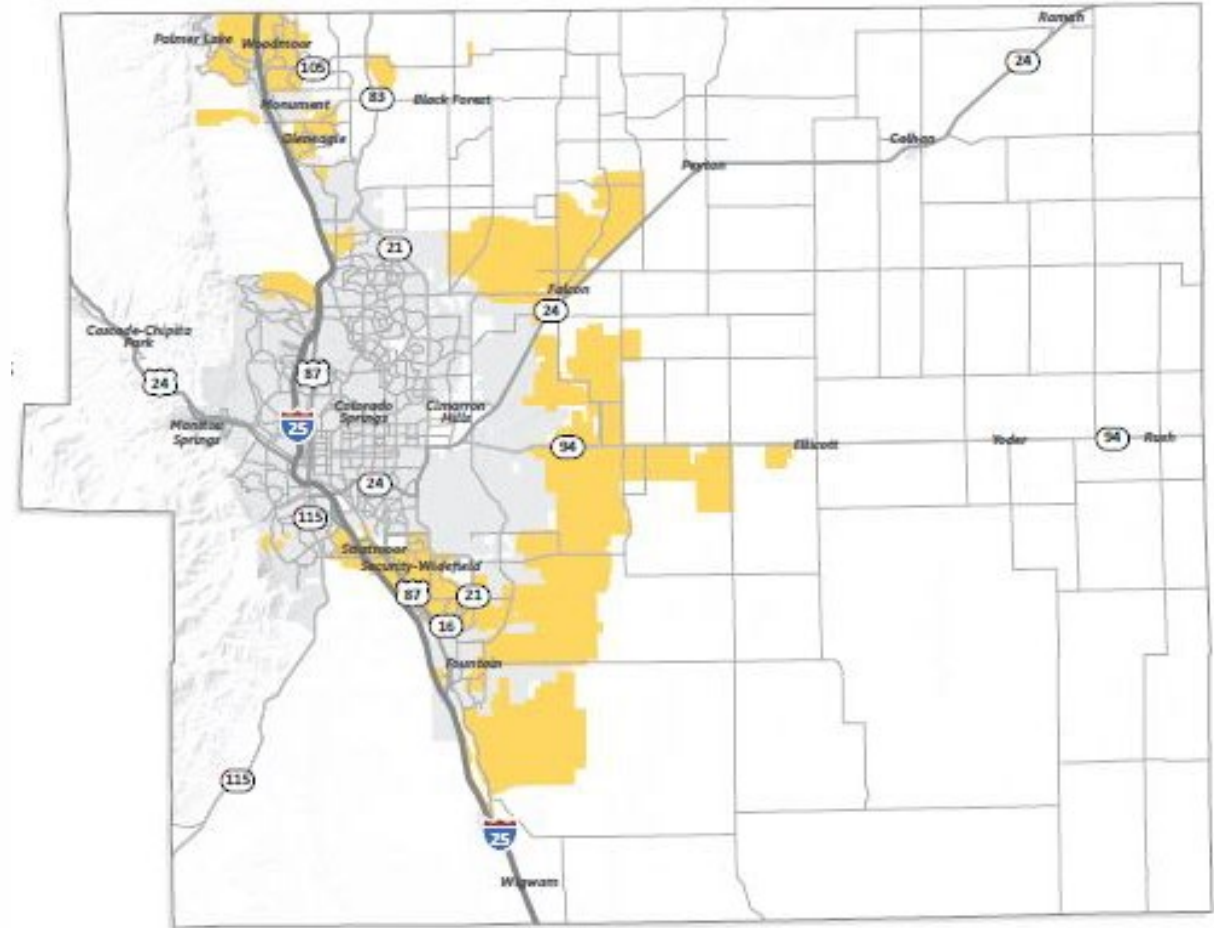 Ramah
Palmer Lake
Woodmoor
24
105
83
Black Forest
Monument
Gleneagle
Calhan
Peyton
21
Falcon
24
Cascade-Chipita
Park
87
24
Colorado
Springs
Cimarron
Hills
25
Manitou
Springs
94
Ellicott
Yoder
94
Rush
24
115
Stratmoor
Security-Widefield
87
21
16
Fountain
115
25
Wigwam